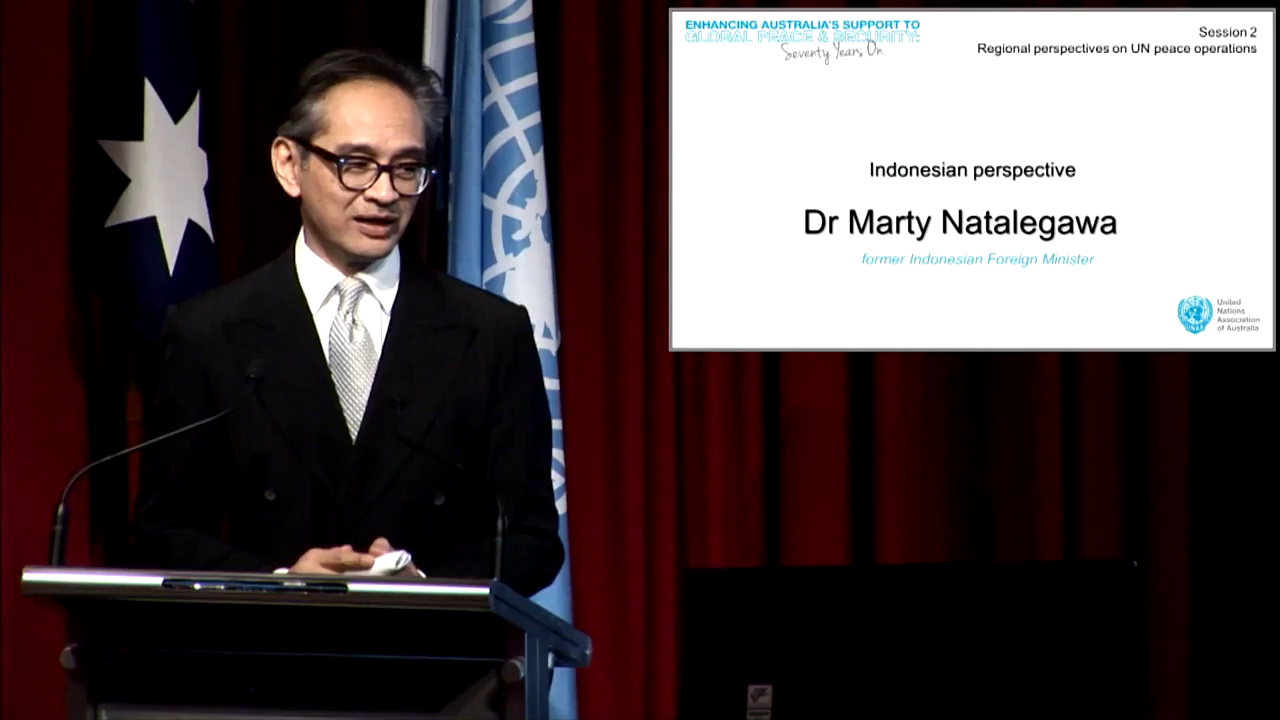 ENHANCING AUSTRALIA'S SUPPORT TO
GLOBAL PEACE & SECURITY:
Seventy Years On
Session 2
Regional perspectives on UN peace operations
Indonesian perspective
Dr Marty Natalegawa
former Indonesian Foreign Minister
United
Nations
Association
of Australia